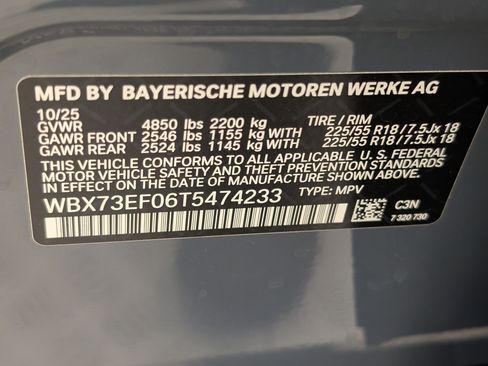 MFD BY BAYERISCHE MOTOREN WERKE AG
10/25
GVWR 4850 lbs 2200 kg TIRE / RIM
GAWR FRONT 2546 lbs 1155 kg WITH 225/55 R18 / 7.5Jx 18
GAWR REAR 2524 lbs 1145 kg WITH 225/55 R18 / 7.5Jx 18
THIS VEHICLE CONFORMS TO ALL APPLICABLE U. S. FEDERAL
MOTOR VEHICLE SAFETY AND THEFT PREVENTION STANDARDS
IN EFFECT ON THE DATE OF MANUFACTURE SHOWN ABOVE.
WBX73EF06T5474233 TYPE: MPV
C3N
7 320 730